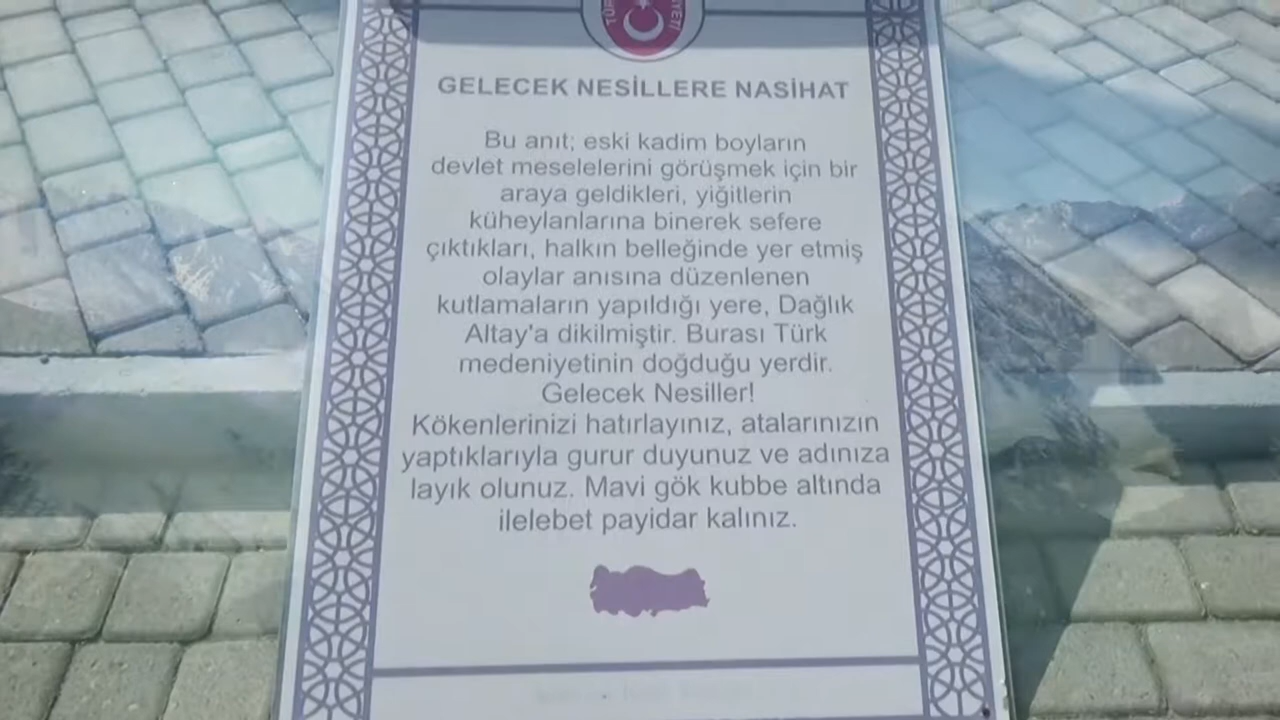 GELECEK NESİLLERE NASİHAT
Bu anıt; eski kadim boyların
devlet meselelerini görüşmek için bir
araya geldikleri, yiğitlerin
küheylanlarına binerek sefere
çıktıkları, halkın belleğinde yer etmiş
olaylar anısına düzenlenen
kutlamaların yapıldığı yere, Dağlık
Altay'a dikilmiştir. Burası Türk
medeniyetinin doğduğu yerdir.
Gelecek Nesiller!
Kökenlerinizi hatırlayınız, atalarınızın
yaptıklarıyla gurur duyunuz ve adınıza
layık olunuz. Mavi gök kubbe altında
ilelebet payidar kalınız.